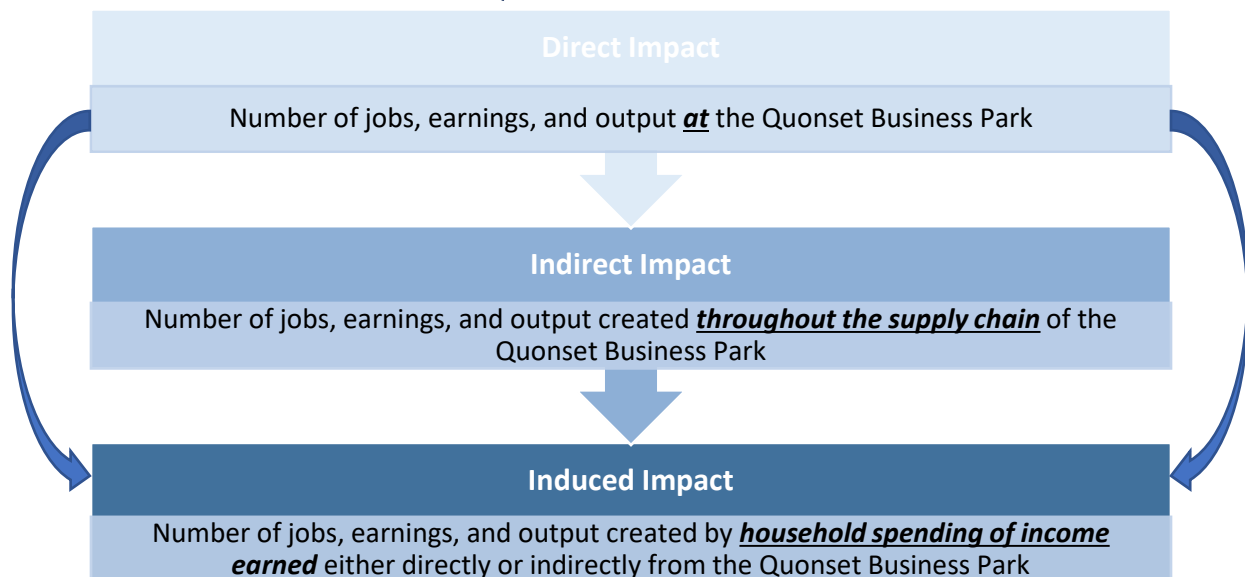 Direct Impact
Number of jobs, earnings, and output at the Quonset Business Park
Indirect Impact
Number of jobs, earnings, and output created throughout the supply chain of the
Quonset Business Park
Induced Impact
Number of jobs, earnings, and output created by household spending of income
earned either directly or indirectly from the Quonset Business Park